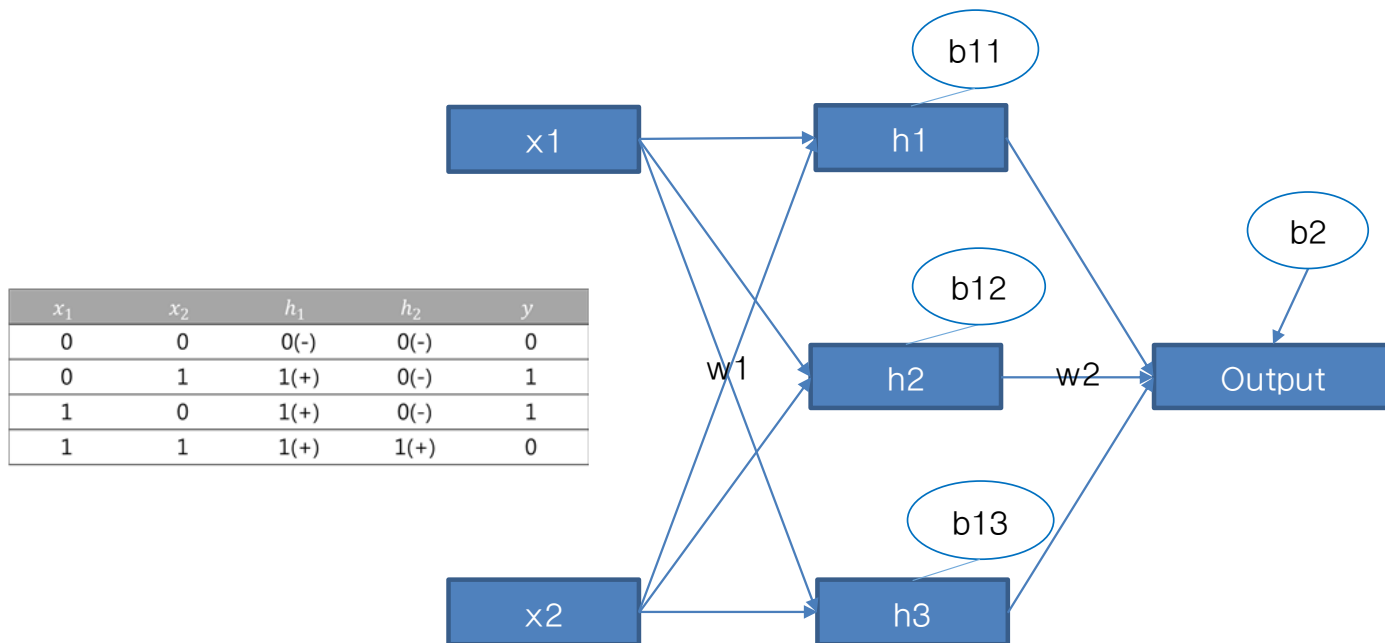 b11
x1
h1
b2
b12
x₁ x₂ h₁ h₂ y
0 0 0(-) 0(-) 0
0 1 1(+) 0(-) 1
1 0 1(+) 0(-) 1
1 1 1(+) 1(+) 0
w1
h2
w2
Output
b13
x2
h3